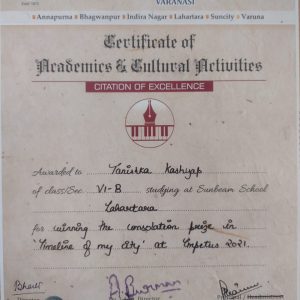 VARANASI
Annapurna Bhagwanpur Indira Nagar Lahartara Suncity Varuna
Certificate of
Academics & Cultural Activities
CITATION OF EXCELLENCE
Awarded to Tanishka Kashyap
of class/Sec. VI-B studying at Sunbeam School
Lahartara
for winning the consolation prize in
'Timeline of my city' at Impetus 2021.